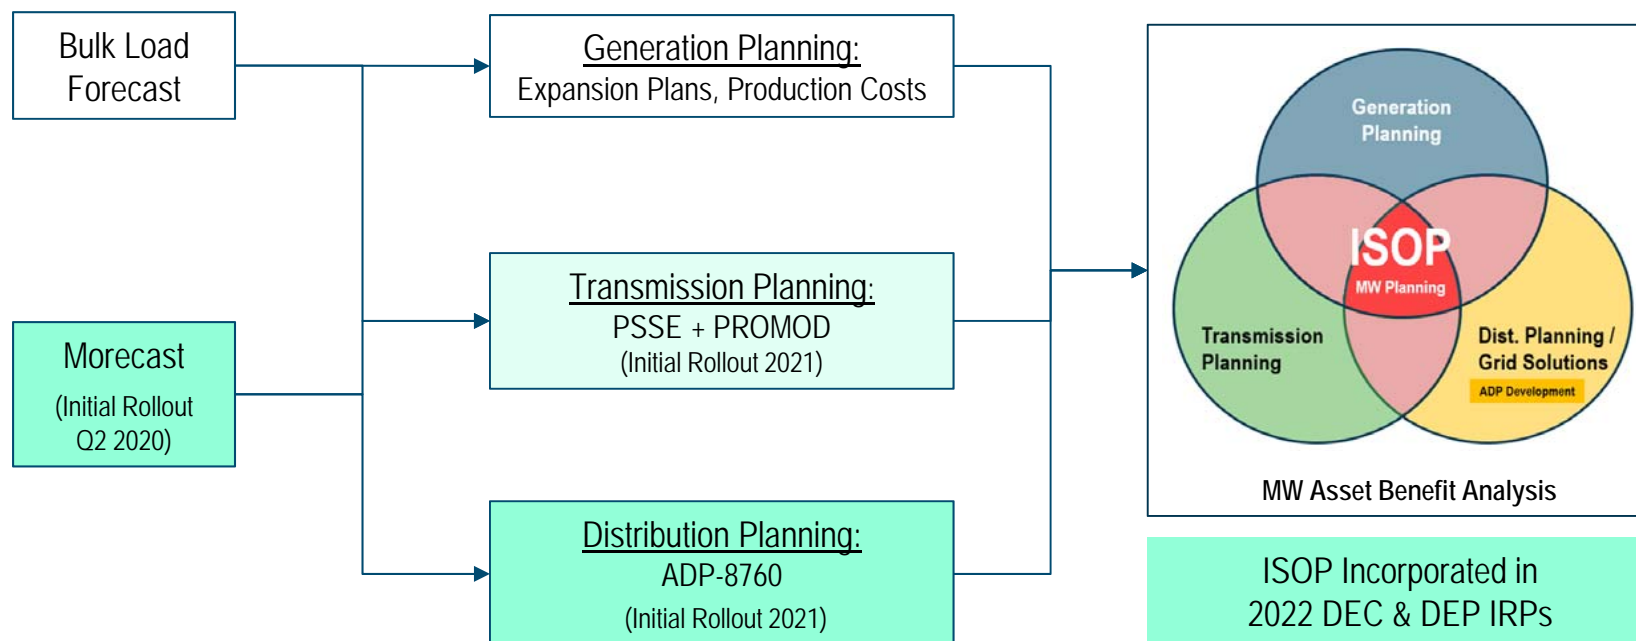 Bulk Load
Forecast
Morecast
(Initial Rollout
Q2 2020)
Generation Planning:
Expansion Plans, Production Costs
Transmission Planning:
PSSE + PROMOD
(Initial Rollout 2021)
Distribution Planning:
ADP-8760
(Initial Rollout 2021)
Generation
Planning
ISOP
MW Planning
Transmission
Planning
Dist. Planning /
Grid Solutions
ADP Development
MW Asset Benefit Analysis
ISOP Incorporated in
2022 DEC & DEP IRPs